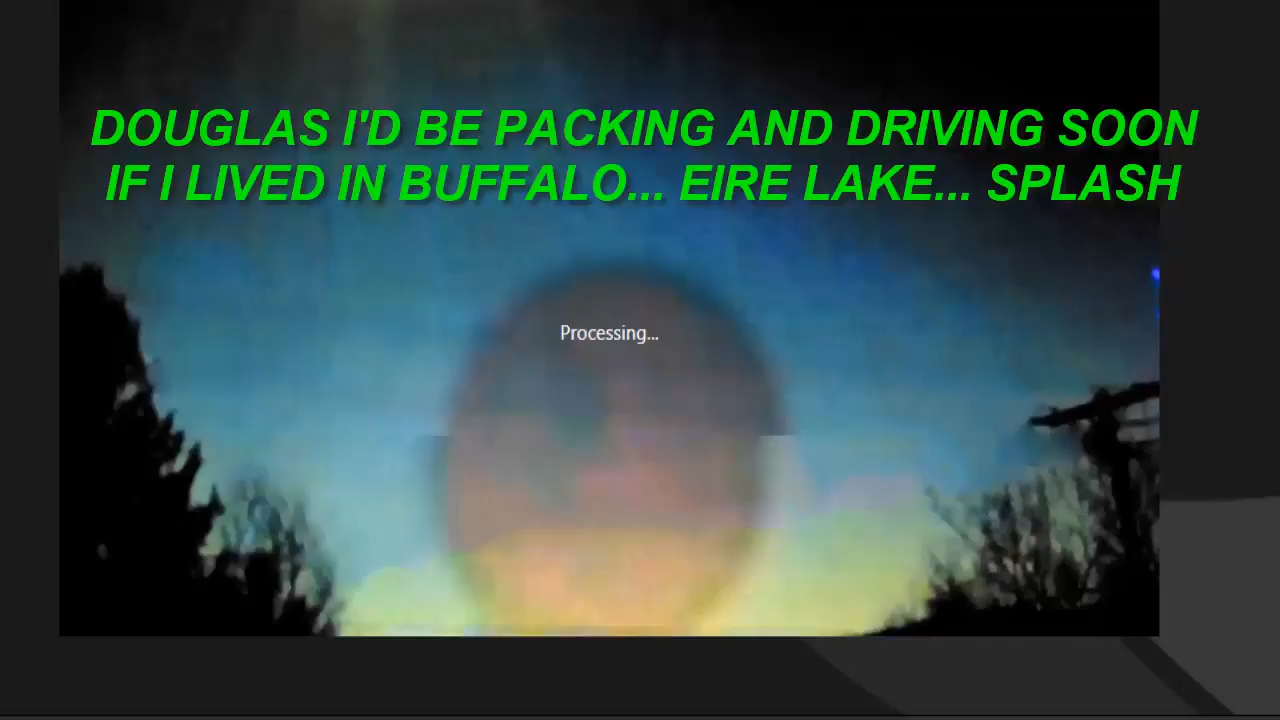 DOUGLAS I'D BE PACKING AND DRIVING SOON
IF I LIVED IN BUFFALO... EIRE LAKE... SPLASH
Processing...